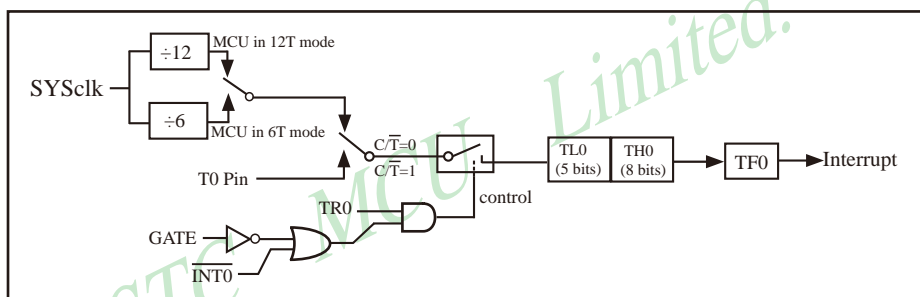 MCU in 12T mode
÷12
SYSclk
÷6
MCU in 6T mode
C/T̅=0
C/T̅=1
T0 Pin
TL0
(5 bits)
TH0
(8 bits)
TF0
Interrupt
control
TR0
GATE
I̅N̅T̅0̅
STC MCU Limited.